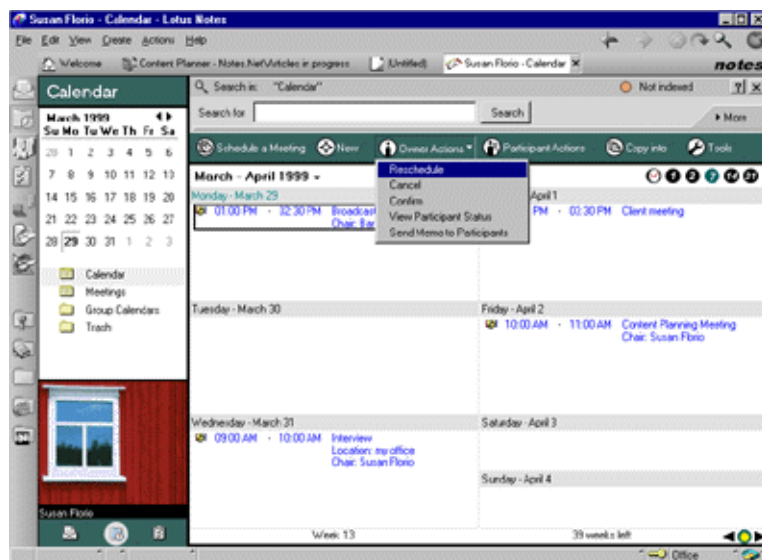 Susan Florio - Calendar - Lotus Notes
File Edit View Create Actions Help
Welcome Content Planner - Notes.Net\Articles in progress (Untitled) Susan Florio - Calendar notes
Calendar
Search in: "Calendar" Not indexed ?
Search for Search More
March 1999
Su Mo Tu We Th Fr Sa
28 1 2 3 4 5 6
7 8 9 10 11 12 13
14 15 16 17 18 19 20
21 22 23 24 25 26 27
28 29 30 31 1 2 3
Calendar
Meetings
Group Calendars
Trash
Susan Florio
Schedule a Meeting New Owner Actions Participant Actions Copy into Tools
Reschedule
Cancel
Confirm
View Participant Status
Send Memo to Participants
March - April 1999 1 2 7 14 31
Monday - March 29
01:00 PM - 02:30 PM Broadcast
Chair: Bar
Tuesday - March 30
Wednesday - March 31
09:00 AM - 10:00 AM Interview
Location: my office
Chair: Susan Florio
April 1
PM - 03:30 PM Client meeting
Friday - April 2
10:00 AM - 11:00 AM Content Planning Meeting
Chair: Susan Florio
Saturday - April 3
Sunday - April 4
Week 13 39 weeks left
Office